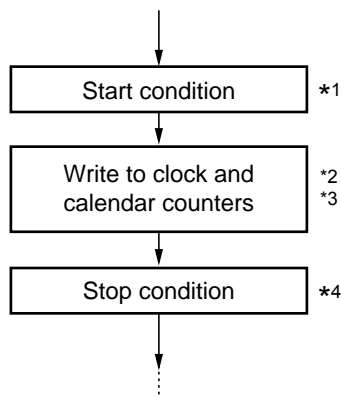 Start condition *1
Write to clock and *2
calendar counters *3
Stop condition *4